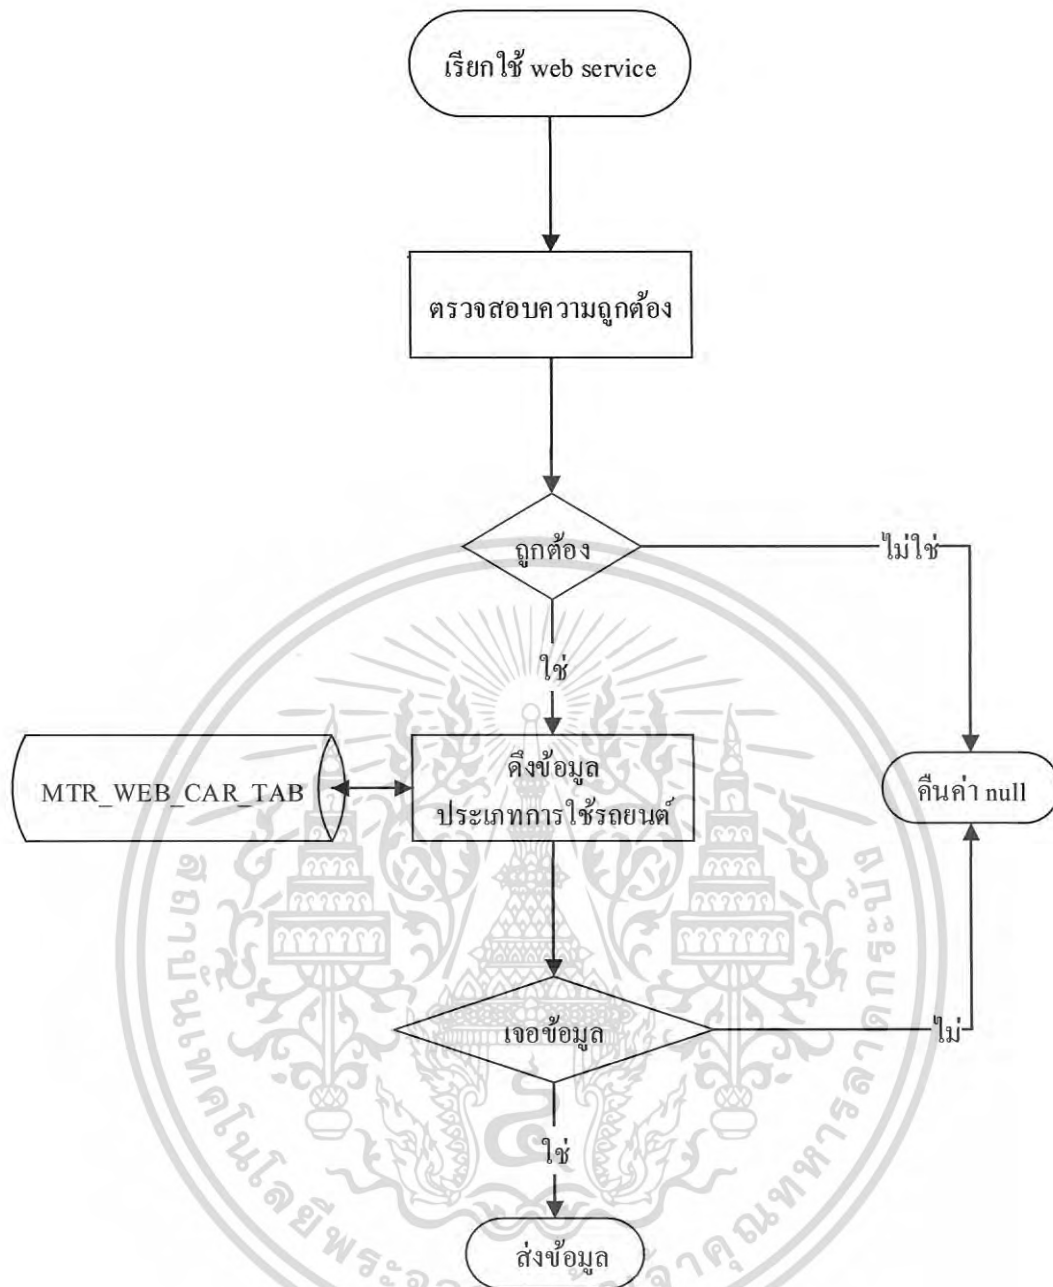 เรียกใช้ web service
ตรวจสอบความถูกต้อง
ถูกต้อง
ไม่ใช่
ใช่
MTR_WEB_CAR_TAB
ดึงข้อมูล
ประเภทการใช้รถยนต์
คืนค่า null
เจอข้อมูล
ไม่
ใช่
ส่งข้อมูล